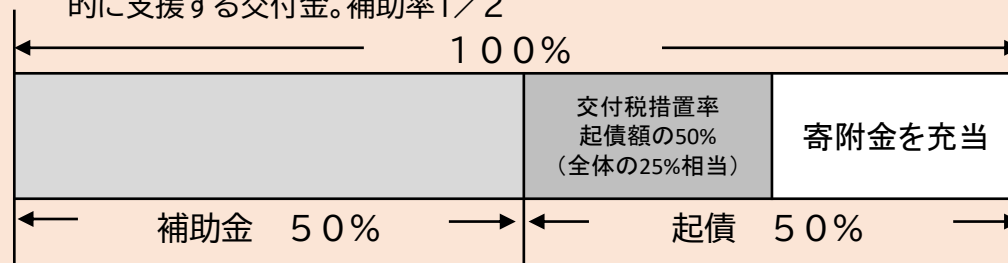 的に支援する交付金。補助率1／2
１００%
交付税措置率
起債額の50%
（全体の25%相当）
寄附金を充当
補助金　５０%
起債　５０%